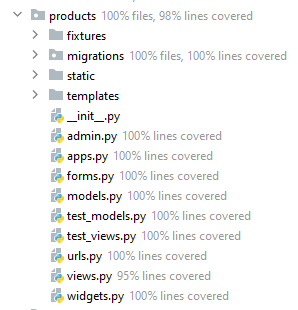 products 100% files, 98% lines covered
fixtures
migrations 100% files, 100% lines covered
static
templates
__init__.py
admin.py 100% lines covered
apps.py 100% lines covered
forms.py 100% lines covered
models.py 100% lines covered
test_models.py 100% lines covered
test_views.py 100% lines covered
urls.py 100% lines covered
views.py 95% lines covered
widgets.py 100% lines covered